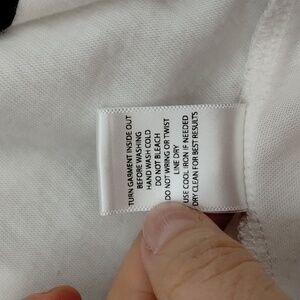 TURN GARMENT INSIDE OUT
BEFORE WASHING
HAND WASH COLD
DO NOT BLEACH
DO NOT WRING OR TWIST
LINE DRY
USE COOL IRON IF NEEDED
DRY CLEAN FOR BEST RESULTS